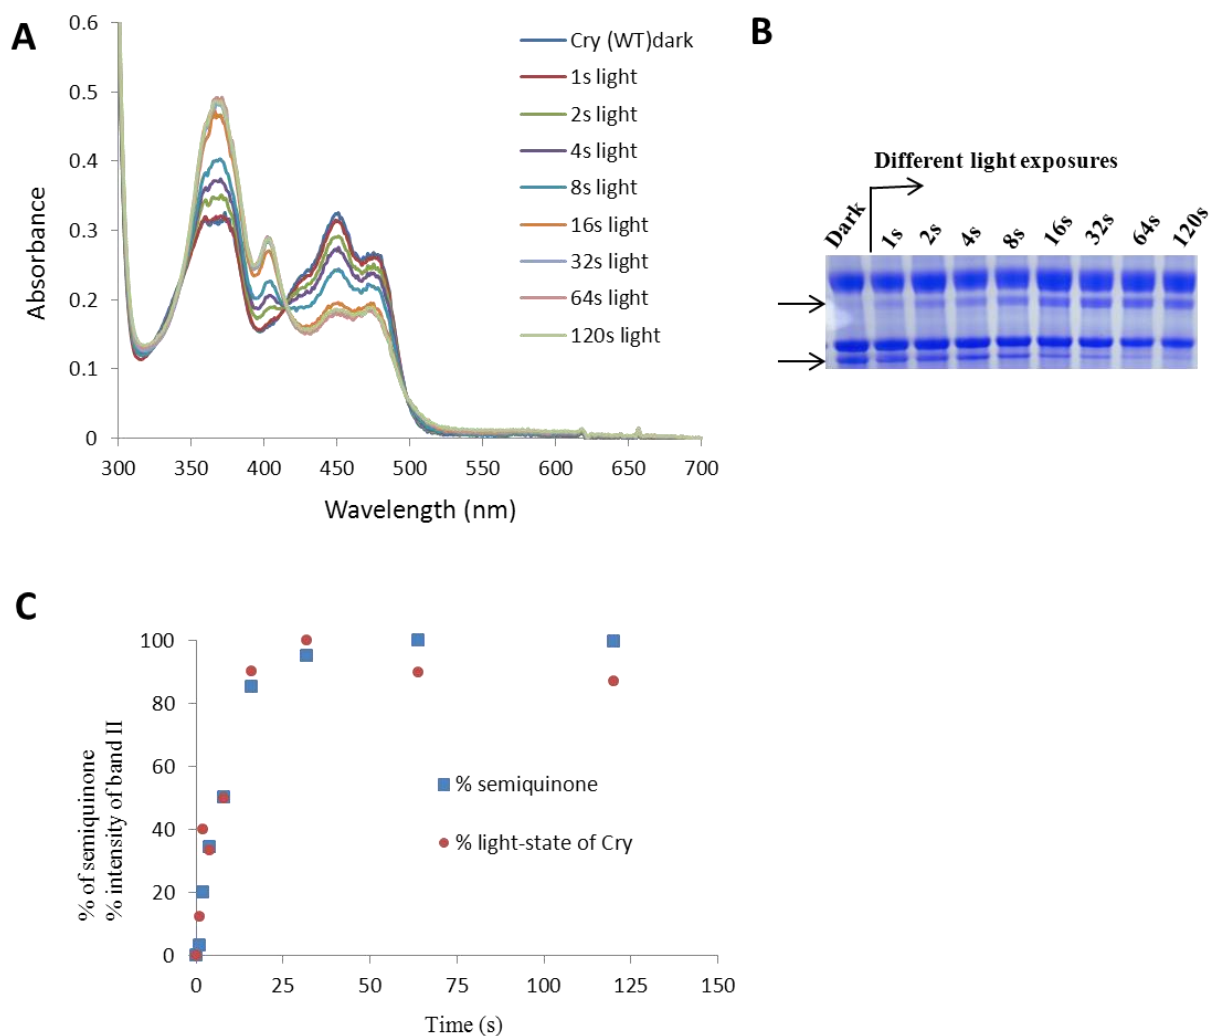 A
0.6
0.5
0.4
0.3
0.2
0.1
0
Absorbance
300 350 400 450 500 550 600 650 700
Wavelength (nm)
Cry (WT)dark
1s light
2s light
4s light
8s light
16s light
32s light
64s light
120s light
B
Different light exposures
Dark 1s 2s 4s 8s 16s 32s 64s 120s
C
100
80
60
40
20
0
% of semiquinone
% intensity of band II
0 25 50 75 100 125 150
Time (s)
% semiquinone
% light-state of Cry